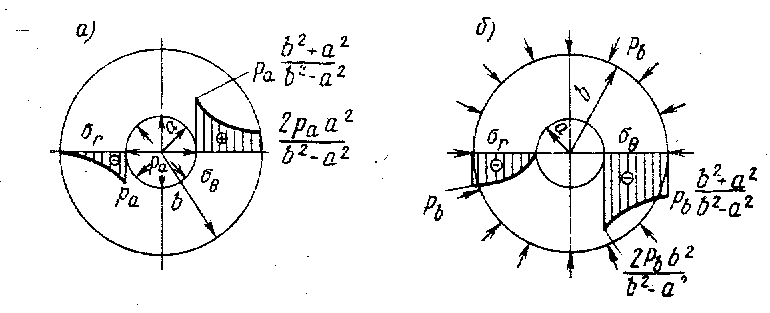 а)
p_a (b²+a²)/(b²-a²)
σ_r
a
⊕
2p_a a²/(b²-a²)
⊖
p_a
σ_θ
p_a
b
б)
p_b
b
σ_r
a
σ_θ
⊖
⊖
p_b
p_b (b²+a²)/(b²-a²)
2p_b b²/(b²-a²)